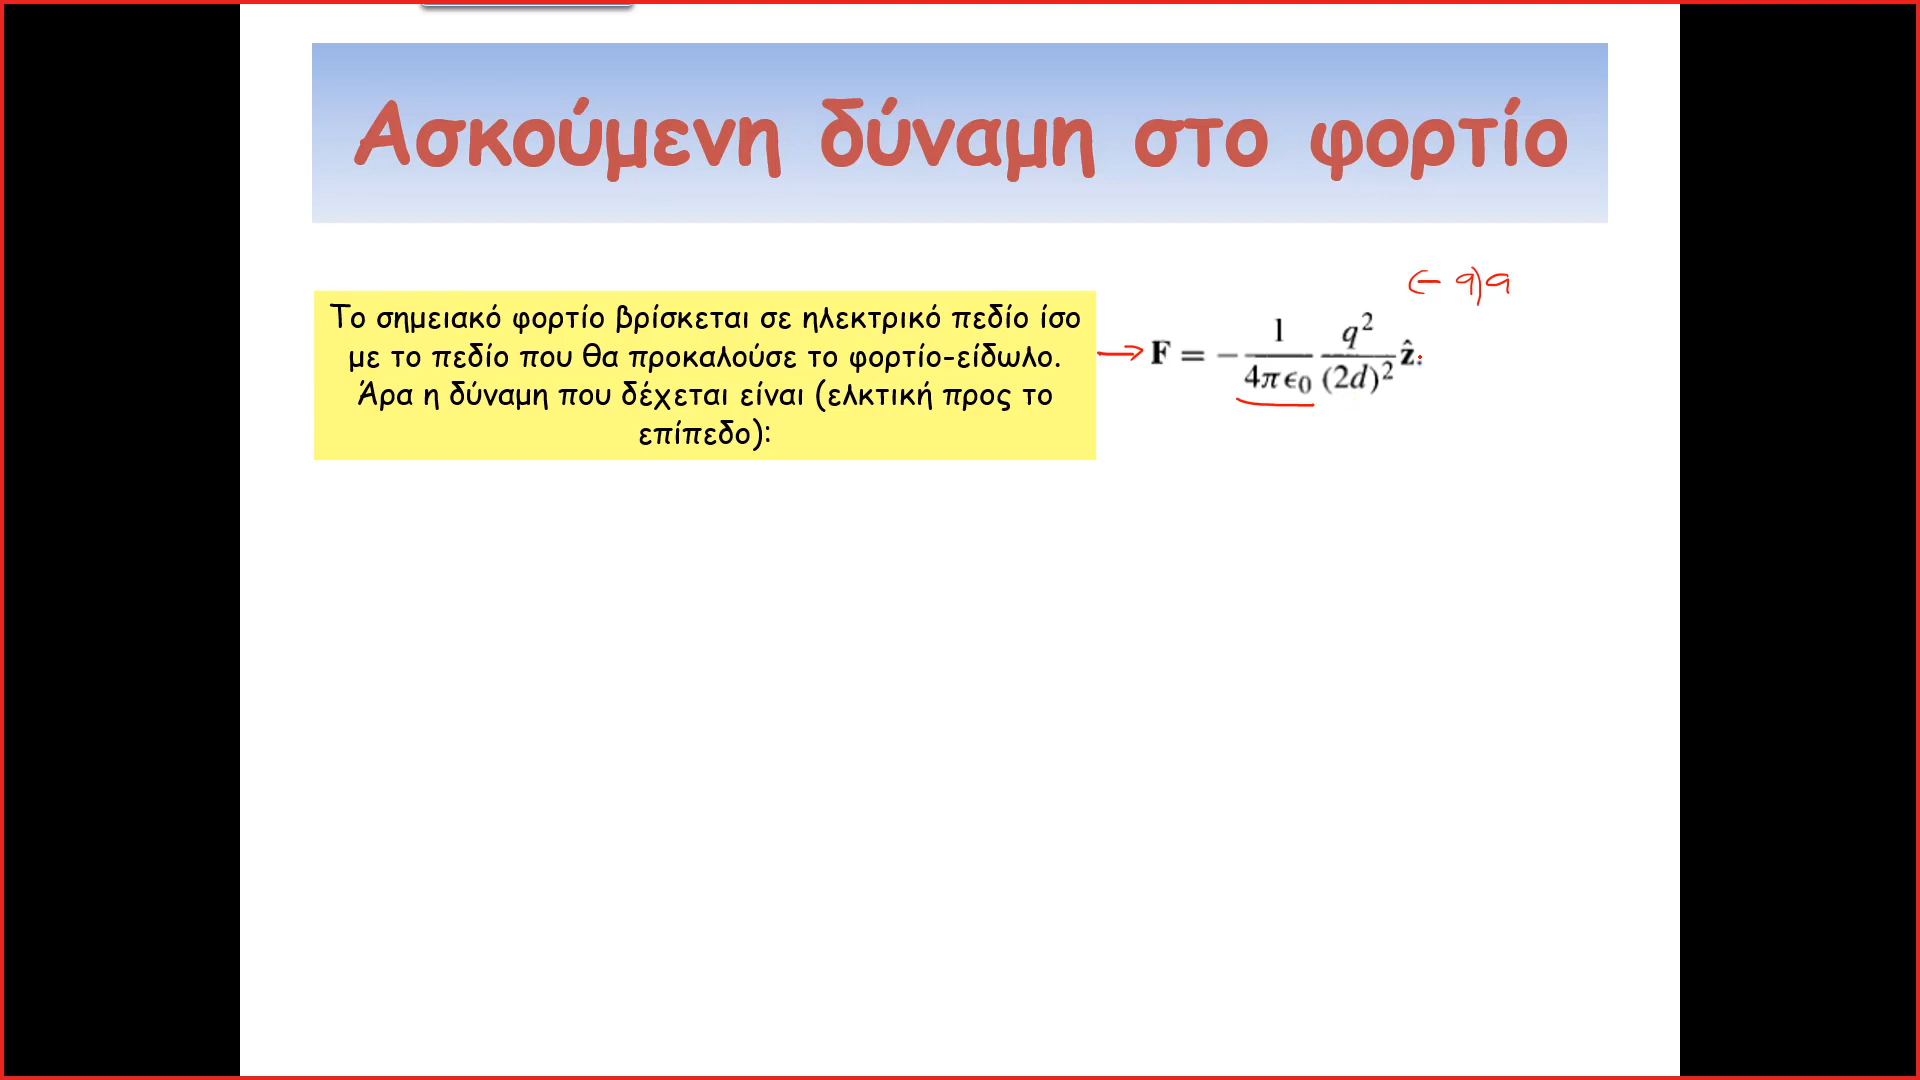 Ασκούμενη δύναμη στο φορτίο
(- q)q
Το σημειακό φορτίο βρίσκεται σε ηλεκτρικό πεδίο ίσο
με το πεδίο που θα προκαλούσε το φορτίο-είδωλο.
Άρα η δύναμη που δέχεται είναι (ελκτική προς το
επίπεδο):
→ F = - 1/(4πϵ₀) q²/(2d)² ẑ.